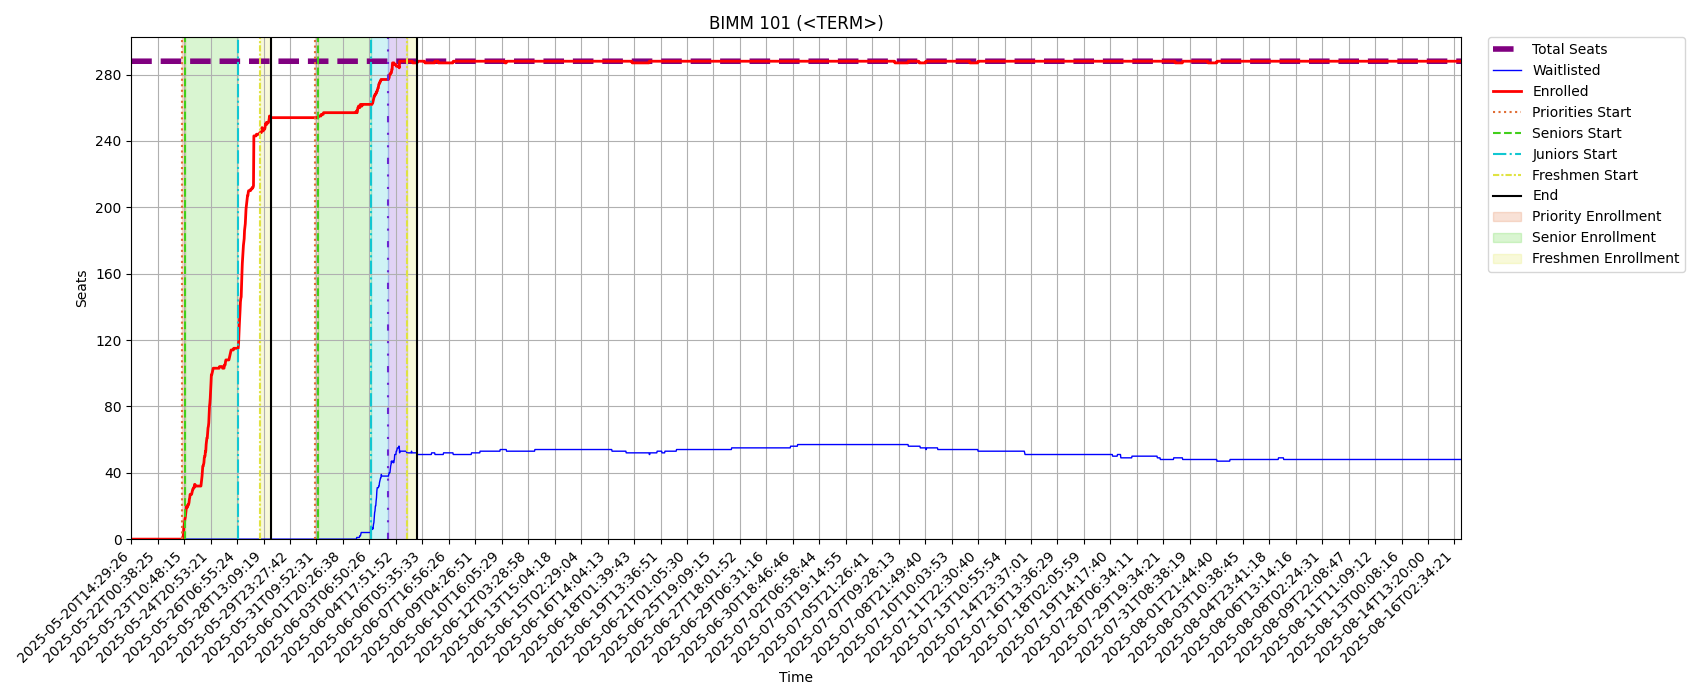 BIMM 101 (<TERM>)
Total Seats
Waitlisted
Enrolled
Priorities Start
Seniors Start
Juniors Start
Freshmen Start
End
Priority Enrollment
Senior Enrollment
Freshmen Enrollment
Seats
280
240
200
160
120
80
40
0
2025-05-20T14:29:26
2025-05-22T00:38:25
2025-05-23T10:48:15
2025-05-24T20:53:21
2025-05-26T06:55:24
2025-05-28T13:09:19
2025-05-29T23:27:42
2025-05-31T09:52:31
2025-06-01T20:26:38
2025-06-03T06:50:26
2025-06-04T17:51:52
2025-06-06T05:35:33
2025-06-07T16:56:26
2025-06-09T04:26:51
2025-06-10T16:05:29
2025-06-12T03:28:58
2025-06-13T15:04:18
2025-06-15T02:29:04
2025-06-16T14:04:13
2025-06-18T01:39:43
2025-06-19T13:36:51
2025-06-21T01:05:30
2025-06-25T19:09:15
2025-06-27T18:01:52
2025-06-29T06:31:16
2025-06-30T18:46:46
2025-07-02T06:58:44
2025-07-03T19:14:55
2025-07-05T21:26:41
2025-07-07T09:28:13
2025-07-08T21:49:40
2025-07-10T10:03:53
2025-07-11T22:30:40
2025-07-13T10:55:54
2025-07-14T23:37:01
2025-07-16T13:36:29
2025-07-18T02:05:59
2025-07-19T14:17:40
2025-07-28T06:34:11
2025-07-29T19:34:21
2025-07-31T08:38:19
2025-08-01T21:44:40
2025-08-03T10:38:45
2025-08-04T23:41:18
2025-08-06T13:14:16
2025-08-08T02:24:31
2025-08-09T22:08:47
2025-08-11T11:09:12
2025-08-13T00:08:16
2025-08-14T13:20:00
2025-08-16T02:34:21
Time